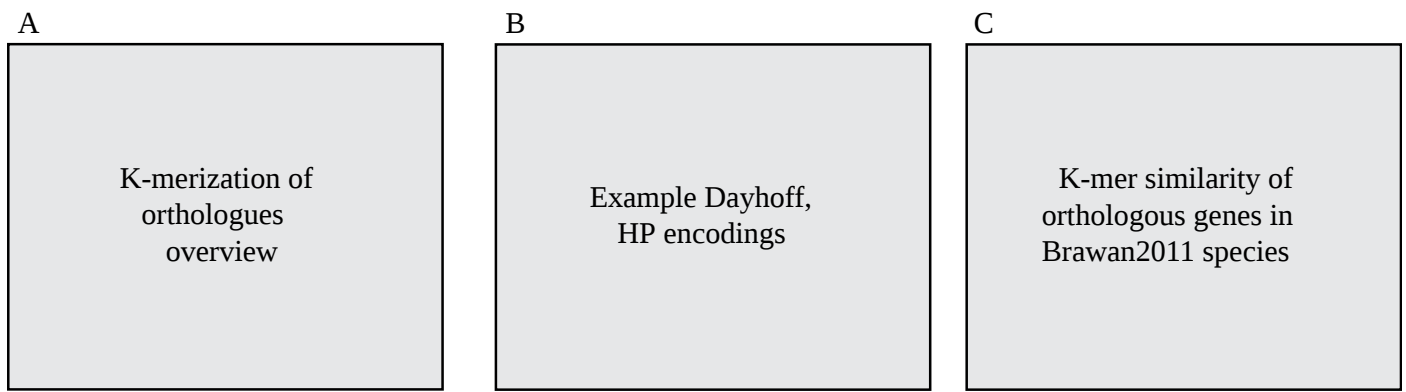 A
K-merization of
orthologues
overview
B
Example Dayhoff,
HP encodings
C
K-mer similarity of
orthologous genes in
Brawan2011 species